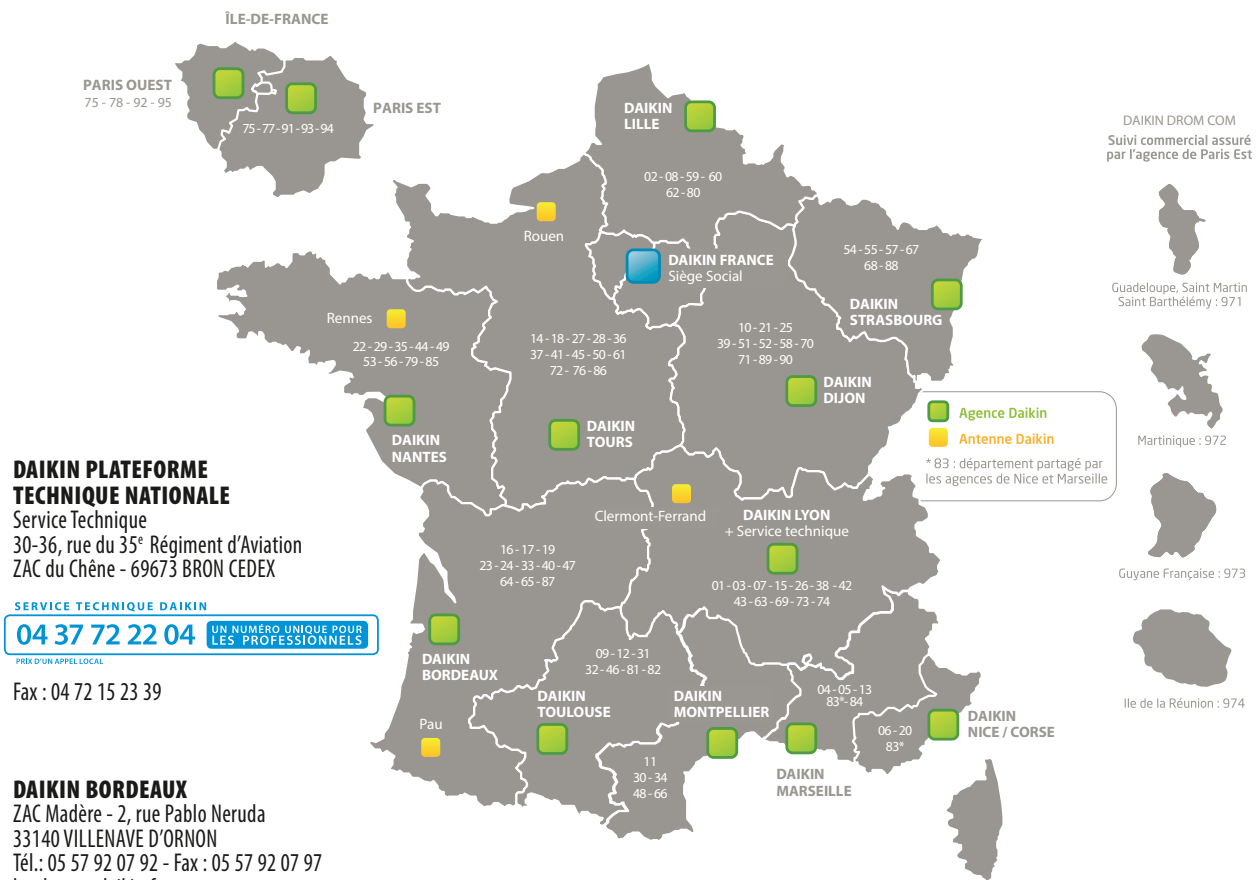 ÎLE-DE-FRANCE
PARIS OUEST
75 - 78 - 92 - 95
PARIS EST
75 - 77 - 91 - 93 - 94
DAIKIN
LILLE
02 - 08 - 59 - 60
62 - 80
Rouen
DAIKIN FRANCE
Siège Social
54 - 55 - 57 - 67
68 - 88
DAIKIN
STRASBOURG
Rennes
22 - 29 - 35 - 44 - 49
53 - 56 - 79 - 85
DAIKIN
NANTES
14 - 18 - 27 - 28 - 36
37 - 41 - 45 - 50 - 61
72 - 76 - 86
DAIKIN
TOURS
10 - 21 - 25
39 - 51 - 52 - 58 - 70
71 - 89 - 90
DAIKIN
DIJON
Agence Daikin
Antenne Daikin
* 83 : département partagé par
les agences de Nice et Marseille
DAIKIN DROM COM
Suivi commercial assuré
par l'agence de Paris Est
Guadeloupe, Saint Martin
Saint Barthélémy : 971
Martinique : 972
Guyane Française : 973
Ile de la Réunion : 974
Clermont-Ferrand
DAIKIN LYON
+ Service technique
01 - 03 - 07 - 15 - 26 - 38 - 42
43 - 63 - 69 - 73 - 74
16 - 17 - 19
23 - 24 - 33 - 40 - 47
64 - 65 - 87
DAIKIN
BORDEAUX
Pau
09 - 12 - 31
32 - 46 - 81 - 82
DAIKIN
TOULOUSE
DAIKIN
MONTPELLIER
11
30 - 34
48 - 66
04 - 05 - 13
83* - 84
DAIKIN
MARSEILLE
06 - 20
83*
DAIKIN
NICE / CORSE
DAIKIN PLATEFORME
TECHNIQUE NATIONALE
Service Technique
30-36, rue du 35e Régiment d'Aviation
ZAC du Chêne - 69673 BRON CEDEX
SERVICE TECHNIQUE DAIKIN
04 37 72 22 04 UN NUMÉRO UNIQUE POUR
LES PROFESSIONNELS
PRIX D'UN APPEL LOCAL
Fax : 04 72 15 23 39
DAIKIN BORDEAUX
ZAC Madère - 2, rue Pablo Neruda
33140 VILLENAVE D'ORNON
Tél.: 05 57 92 07 92 - Fax : 05 57 92 07 97